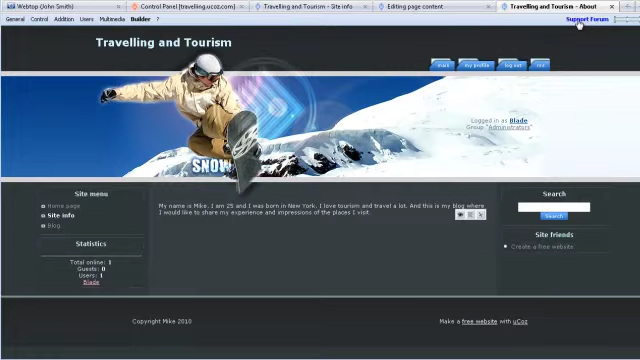 Webtop (John Smith)
Control Panel [travelling.ucoz.com]
Travelling and Tourism - Site info
Editing page content
Travelling and Tourism - About
General Control Addition Users Multimedia Builder ?
Support Forum
Travelling and Tourism
main
my profile
log out
rss
Logged in as Blade
Group "Administrators"
SNOW
Site menu
Home page
Site info
Blog
Statistics
Total online: 1
Guests: 0
Users: 1
Blade
My name is Mike. I am 25 and I was born in New York. I love tourism and travel a lot. And this is my blog where
I would like to share my experience and impressions of the places I visit.
Search
Search
Site friends
Create a free website
Copyright Mike 2010
Make a free website with uCoz